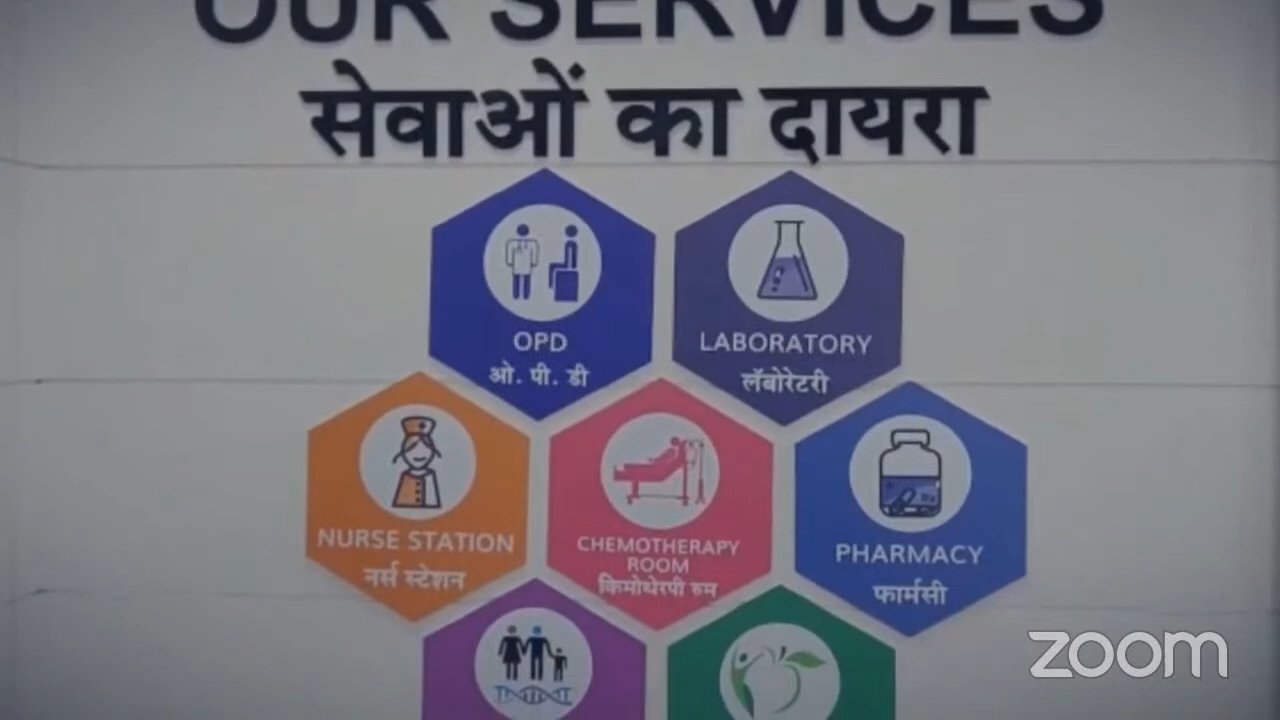 OUR SERVICES
सेवाओं का दायरा
OPD
ओ. पी. डी
LABORATORY
लॅबोरेटरी
NURSE STATION
नर्स स्टेशन
CHEMOTHERAPY
ROOM
किमोथेरपी रुम
PHARMACY
फार्मसी
zoom